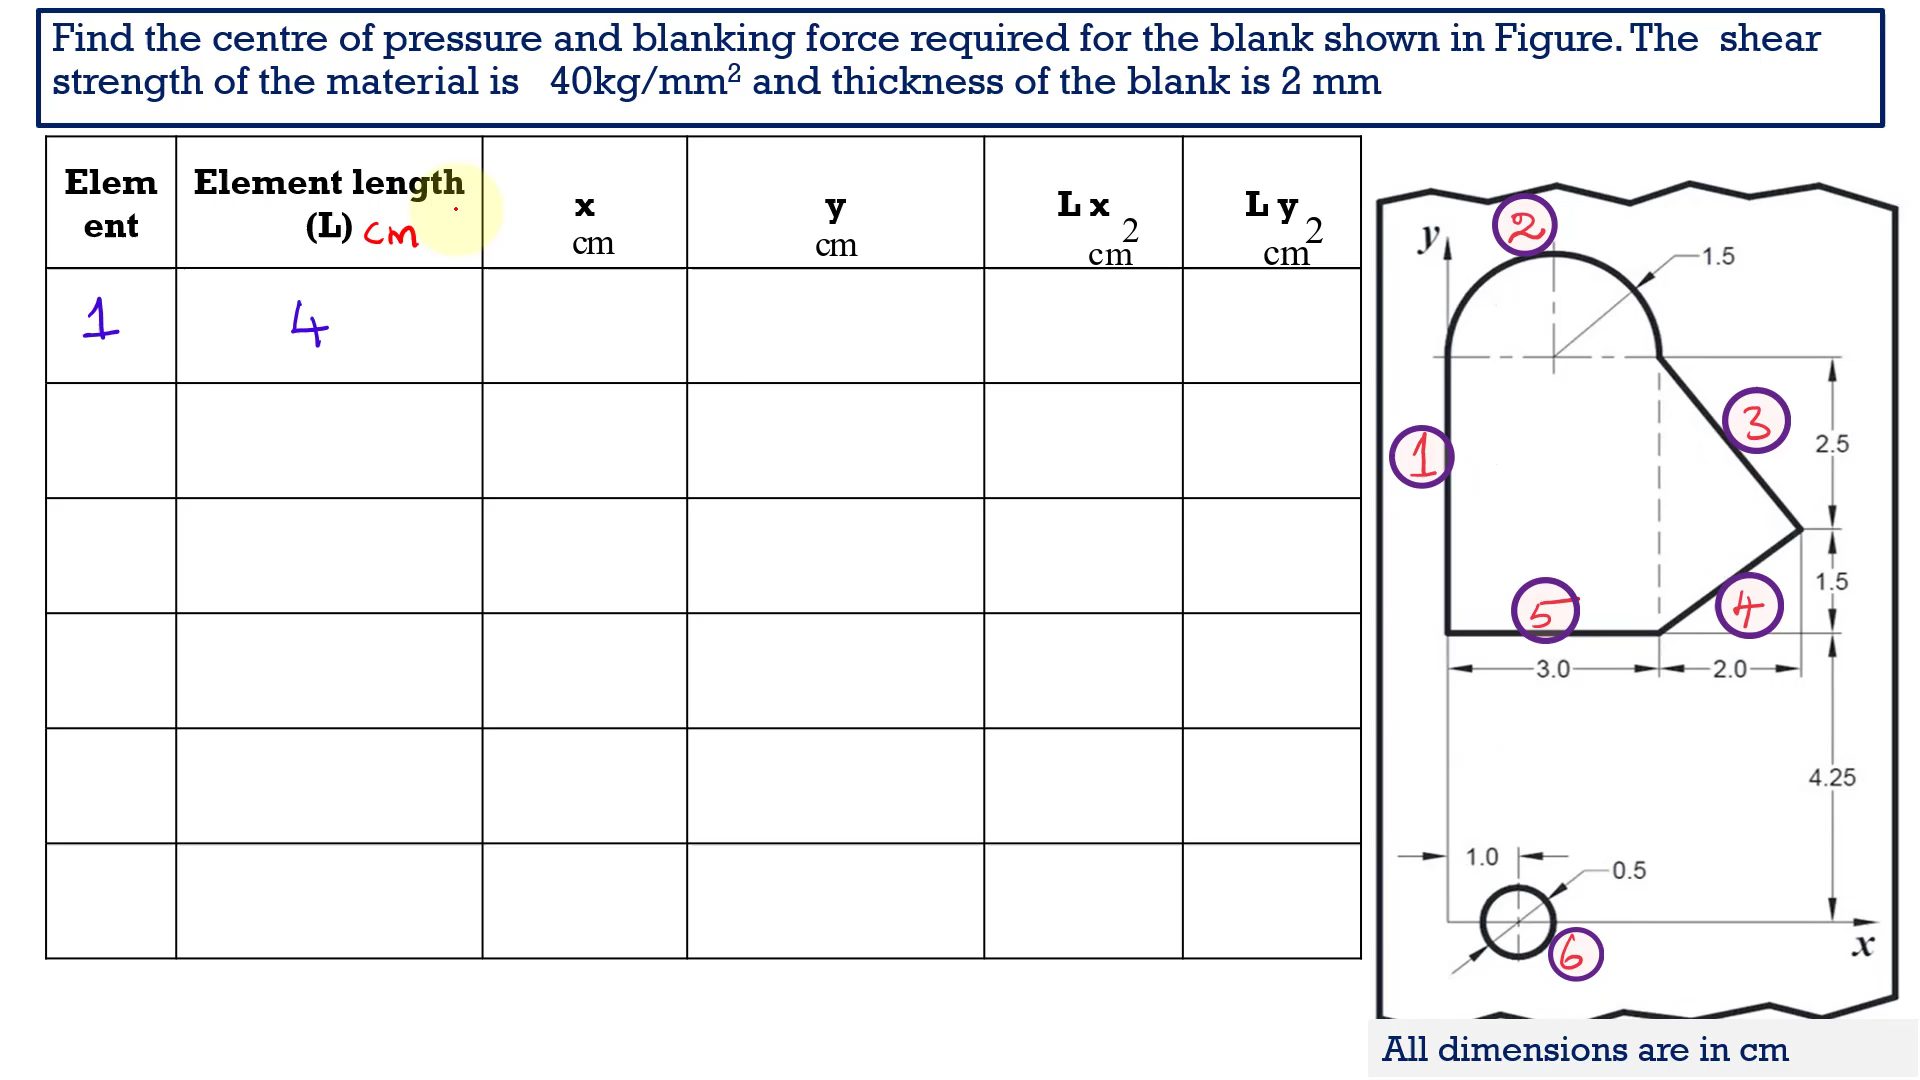 Find the centre of pressure and blanking force required for the blank shown in Figure. The shear
strength of the material is 40kg/mm² and thickness of the blank is 2 mm
Elem
ent
Element length
(L) cm
x
cm
y
cm
L x
cm²
L y
cm²
1
4
y
2
1.5
3
1
2.5
1.5
5
4
3.0
2.0
4.25
1.0
0.5
x
6
All dimensions are in cm